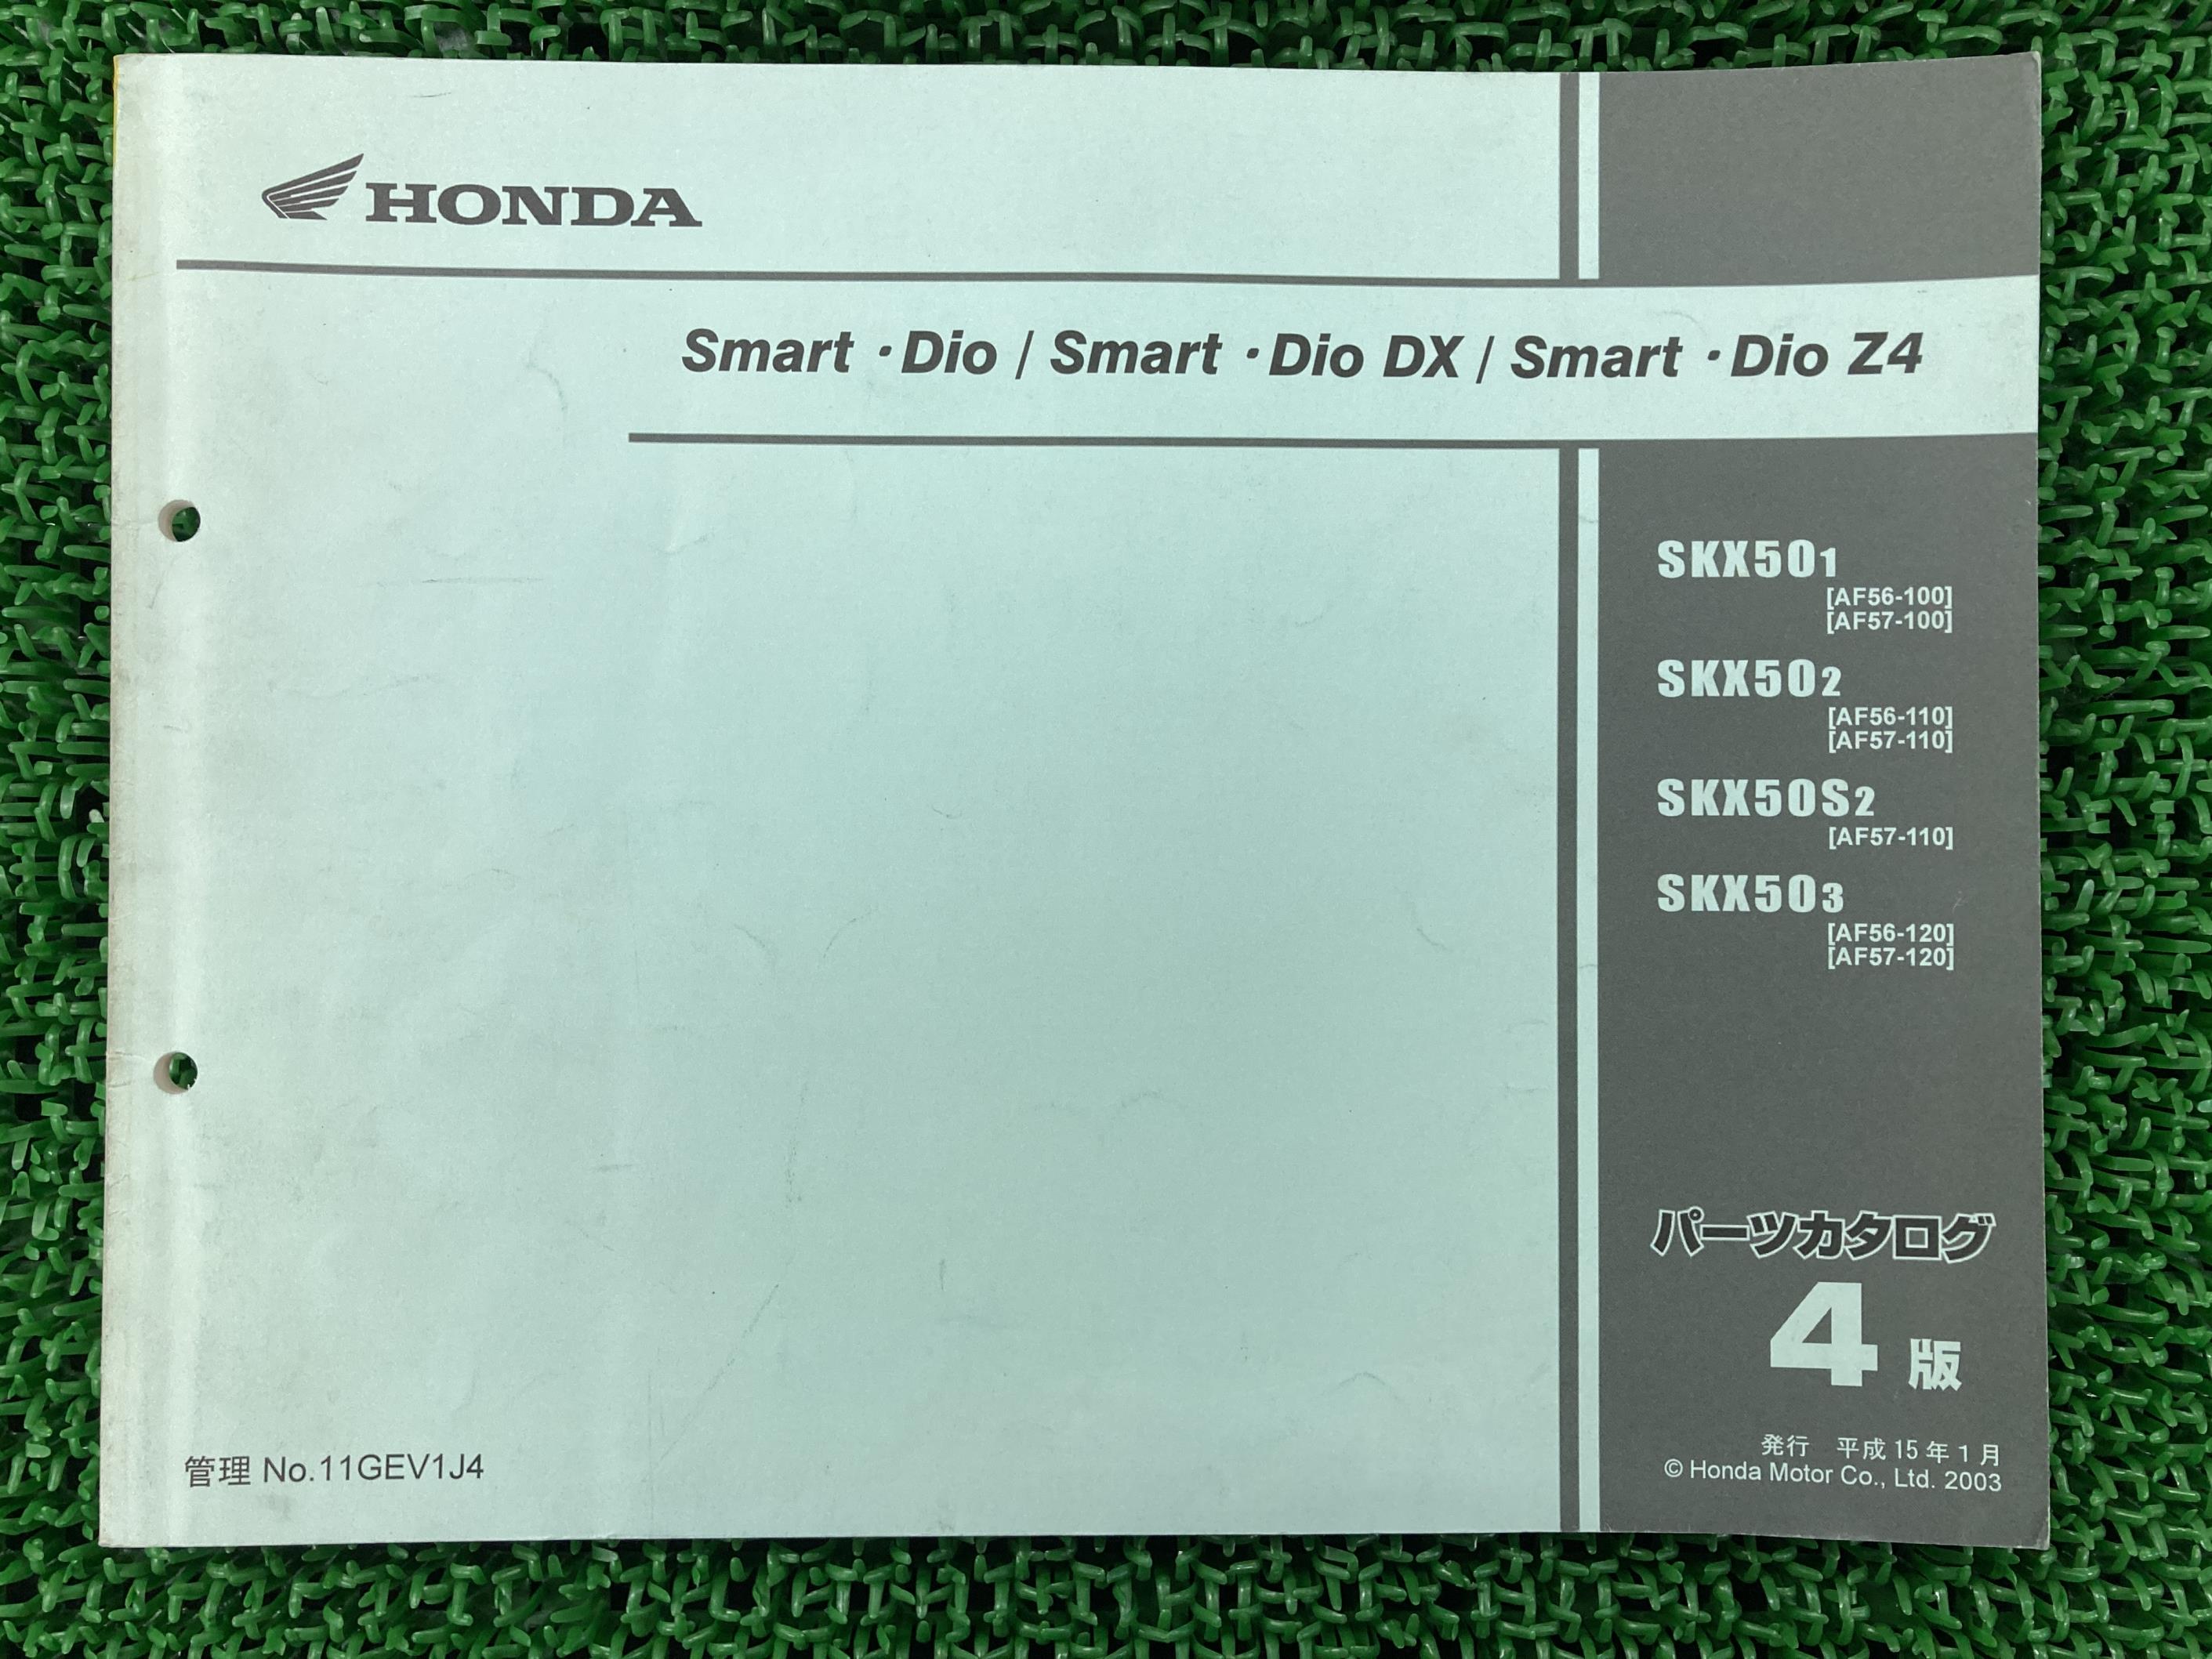 HONDA
Smart・Dio / Smart・Dio DX / Smart・Dio Z4
SKX501
[AF56-100]
[AF57-100]
SKX502
[AF56-110]
[AF57-110]
SKX50S2
[AF57-110]
SKX503
[AF56-120]
[AF57-120]
パーツカタログ
4版
発行 平成15年1月
© Honda Motor Co., Ltd. 2003
管理 No.11GEV1J4